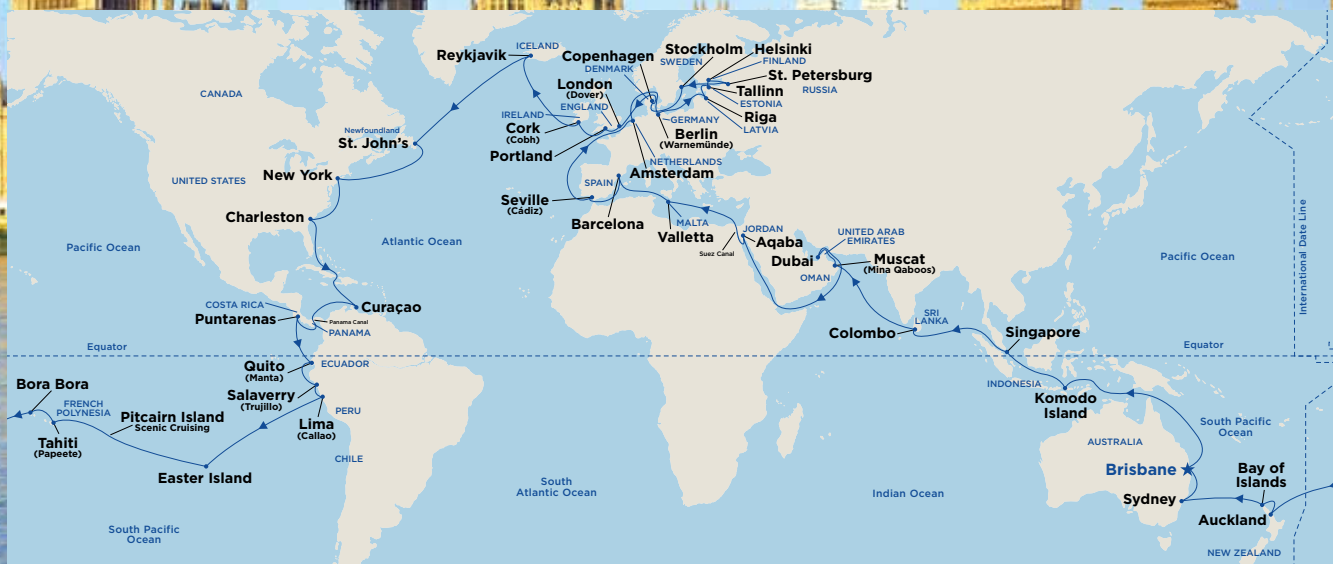 Reykjavik
ICELAND
Copenhagen
DENMARK
Stockholm
SWEDEN
Helsinki
FINLAND
St. Petersburg
RUSSIA
London
(Dover)
ENGLAND
Tallinn
ESTONIA
CANADA
IRELAND
Cork
(Cobh)
GERMANY
Riga
LATVIA
Berlin
(Warnemünde)
Newfoundland
St. John's
Portland
NETHERLANDS
Amsterdam
New York
UNITED STATES
SPAIN
Seville
(Cádiz)
Charleston
Barcelona
MALTA
Valletta
JORDAN
Aqaba
Suez Canal
UNITED ARAB
EMIRATES
Dubai
Muscat
(Mina Qaboos)
OMAN
Pacific Ocean
Atlantic Ocean
Pacific Ocean
International Date Line
COSTA RICA
Puntarenas
Curaçao
Panama Canal
PANAMA
SRI
LANKA
Colombo
Singapore
Equator
Equator
Quito
(Manta)
ECUADOR
Salaverry
(Trujillo)
PERU
Lima
(Callao)
INDONESIA
Komodo
Island
Bora Bora
FRENCH
POLYNESIA
Pitcairn Island
Scenic Cruising
Tahiti
(Papeete)
Easter Island
CHILE
South
Atlantic Ocean
Indian Ocean
South Pacific
Ocean
AUSTRALIA
Brisbane
Bay of
Islands
Sydney
Auckland
South Pacific
Ocean
NEW ZEALAND